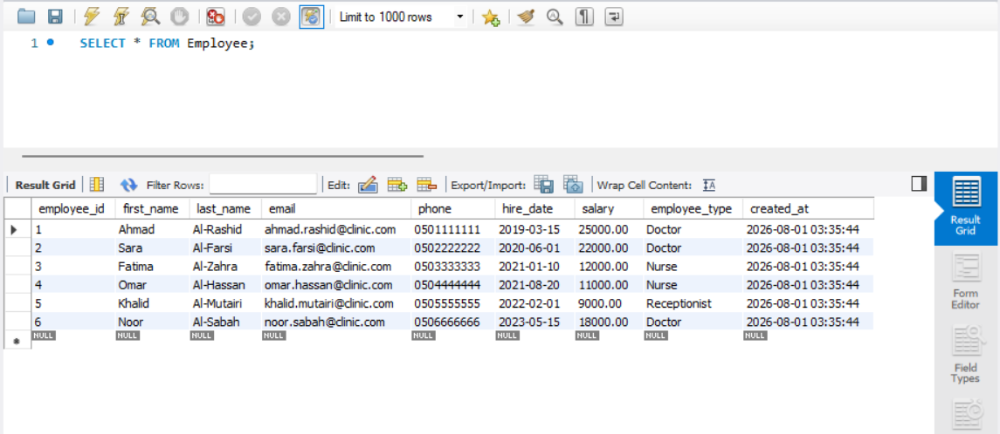 Limit to 1000 rows
1 SELECT * FROM Employee;
Result Grid Filter Rows: Edit: Export/Import: Wrap Cell Content:
employee_id first_name last_name email phone hire_date salary employee_type created_at
1 Ahmad Al-Rashid ahmad.rashid@clinic.com 0501111111 2019-03-15 25000.00 Doctor 2026-08-01 03:35:44
2 Sara Al-Farsi sara.farsi@clinic.com 0502222222 2020-06-01 22000.00 Doctor 2026-08-01 03:35:44
3 Fatima Al-Zahra fatima.zahra@clinic.com 0503333333 2021-01-10 12000.00 Nurse 2026-08-01 03:35:44
4 Omar Al-Hassan omar.hassan@clinic.com 0504444444 2021-08-20 11000.00 Nurse 2026-08-01 03:35:44
5 Khalid Al-Mutairi khalid.mutairi@clinic.com 0505555555 2022-02-01 9000.00 Receptionist 2026-08-01 03:35:44
6 Noor Al-Sabah noor.sabah@clinic.com 0506666666 2023-05-15 18000.00 Doctor 2026-08-01 03:35:44
NULL NULL NULL NULL NULL NULL NULL NULL NULL
Result
Grid
Form
Editor
Field
Types